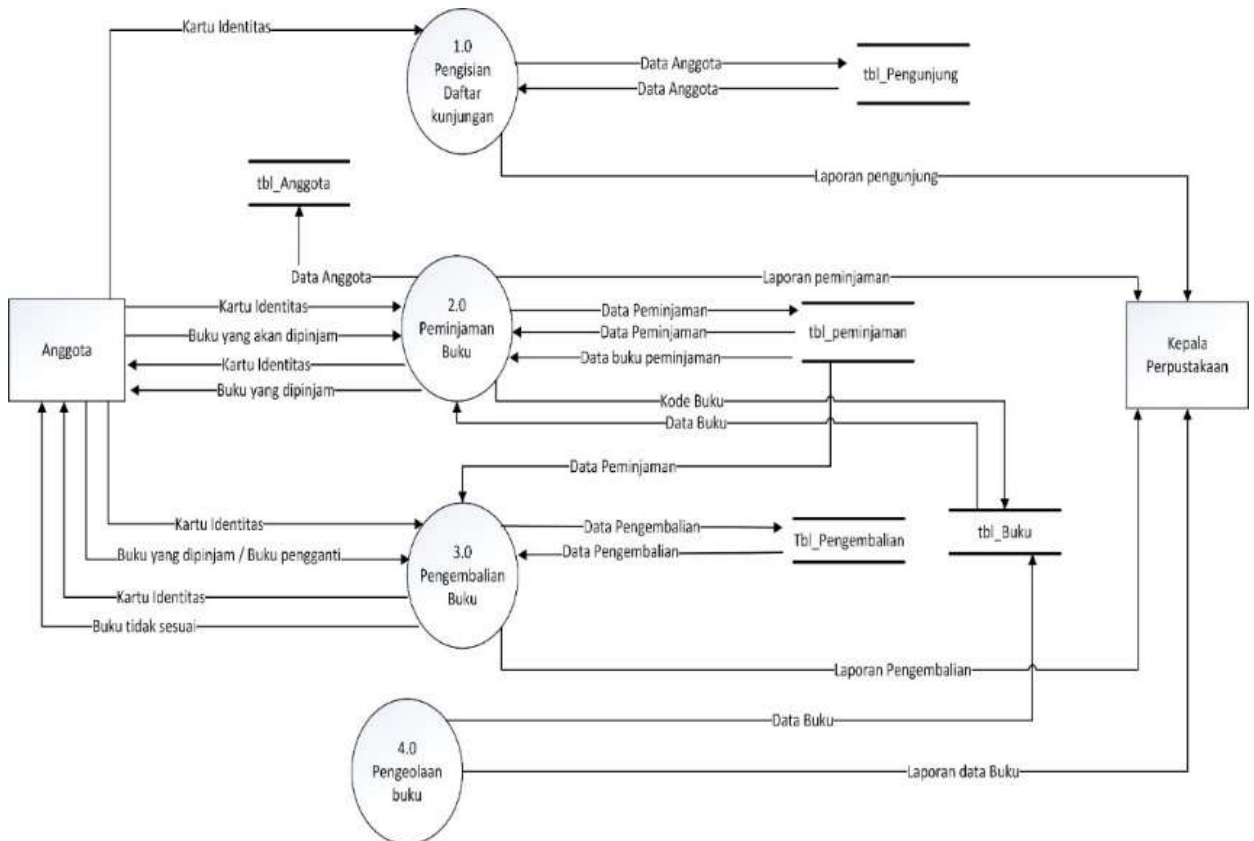 Kartu Identitas
1.0
Pengisian
Daftar
kunjungan
Data Anggota
Data Anggota
tbl_Pengunjung
Laporan pengunjung
tbl_Anggota
Data Anggota
2.0
Peminjaman
Buku
Laporan peminjaman
Anggota
Kartu Identitas
Buku yang akan dipinjam
Kartu Identitas
Buku yang dipinjam
Data Peminjaman
Data Peminjaman
Data buku peminjaman
tbl_peminjaman
Kepala
Perpustakaan
Kode Buku
Data Buku
Data Peminjaman
Kartu Identitas
Buku yang dipinjam / Buku pengganti
Kartu Identitas
Buku tidak sesuai
3.0
Pengembalian
Buku
Data Pengembalian
Data Pengembalian
Tbl_Pengembalian
tbl_Buku
Laporan Pengembalian
4.0
Pengeolaan
buku
Data Buku
Laporan data Buku